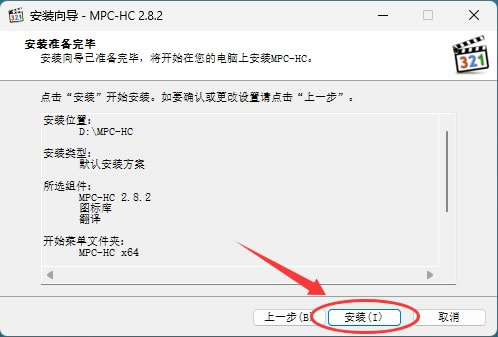 安装向导 - MPC-HC 2.8.2
安装准备完毕
安装向导已准备完毕，将开始在您的电脑上安装MPC-HC。
321
点击“安装”开始安装。如要确认或更改设置请点击“上一步”。
安装位置:
D:\MPC-HC
安装类型:
默认安装方案
所选组件:
MPC-HC 2.8.2
图标库
翻译
开始菜单文件夹:
MPC-HC x64
上一步(B)
安装(I)
取消